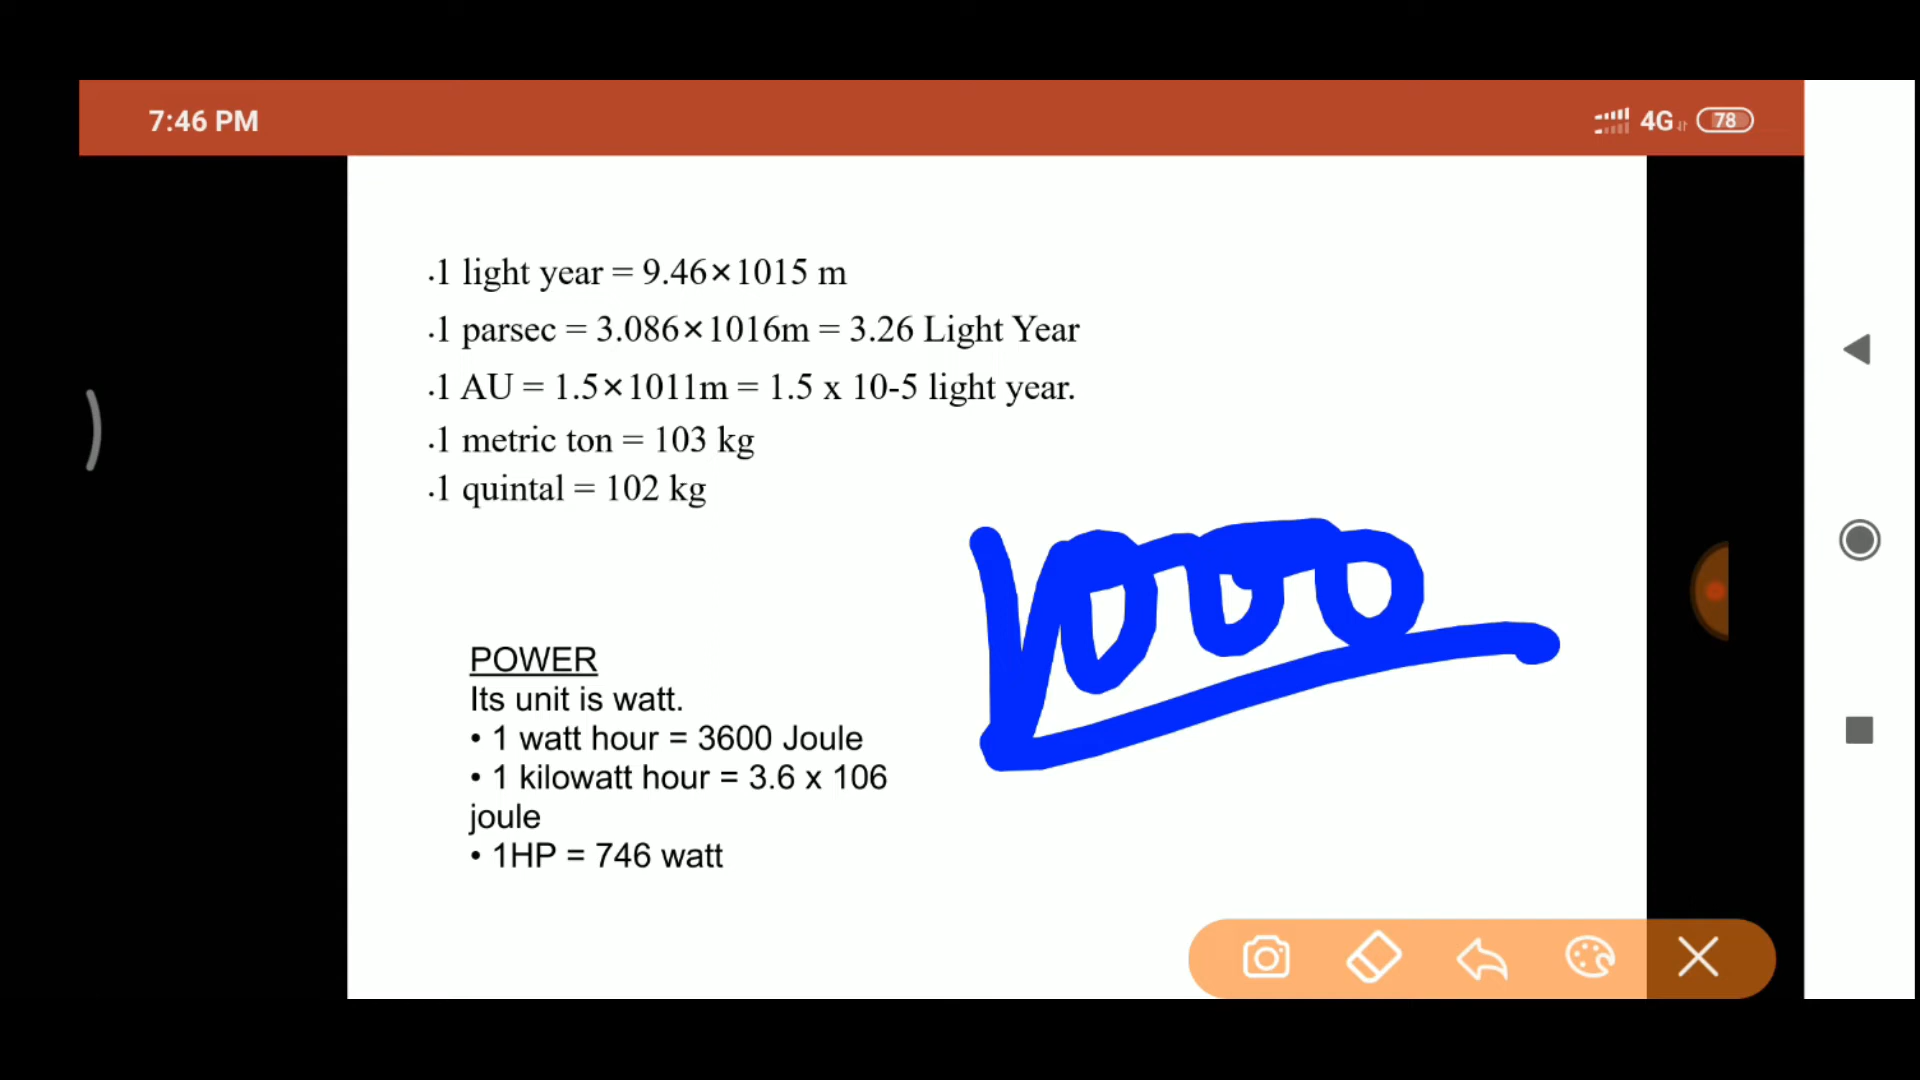 7:46 PM
4G 78
.1 light year = 9.46×1015 m
.1 parsec = 3.086×1016m = 3.26 Light Year
.1 AU = 1.5×1011m = 1.5 x 10-5 light year.
.1 metric ton = 103 kg
.1 quintal = 102 kg
1000
POWER
Its unit is watt.
• 1 watt hour = 3600 Joule
• 1 kilowatt hour = 3.6 x 106
joule
• 1HP = 746 watt